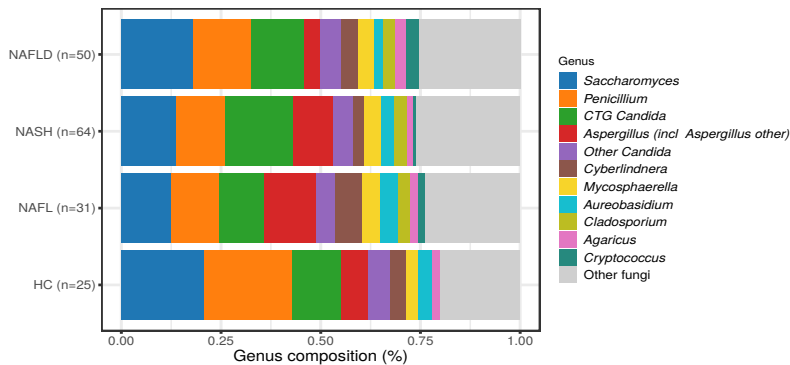 NAFLD (n=50)
NASH (n=64)
NAFL (n=31)
HC (n=25)
0.00 0.25 0.50 0.75 1.00
Genus composition (%)
Genus
Saccharomyces
Penicillium
CTG Candida
Aspergillus (incl Aspergillus other)
Other Candida
Cyberlindnera
Mycosphaerella
Aureobasidium
Cladosporium
Agaricus
Cryptococcus
Other fungi